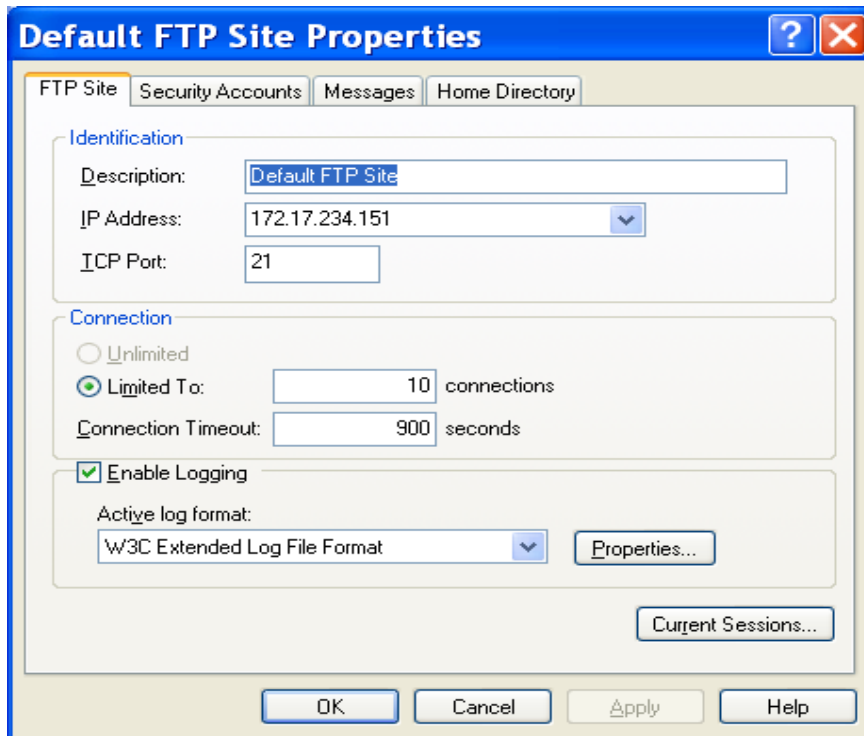 Default FTP Site Properties
FTP Site Security Accounts Messages Home Directory
Identification
Description: Default FTP Site
IP Address: 172.17.234.151
TCP Port: 21
Connection
Unlimited
Limited To: 10 connections
Connection Timeout: 900 seconds
Enable Logging
Active log format:
W3C Extended Log File Format Properties...
Current Sessions...
OK Cancel Apply Help